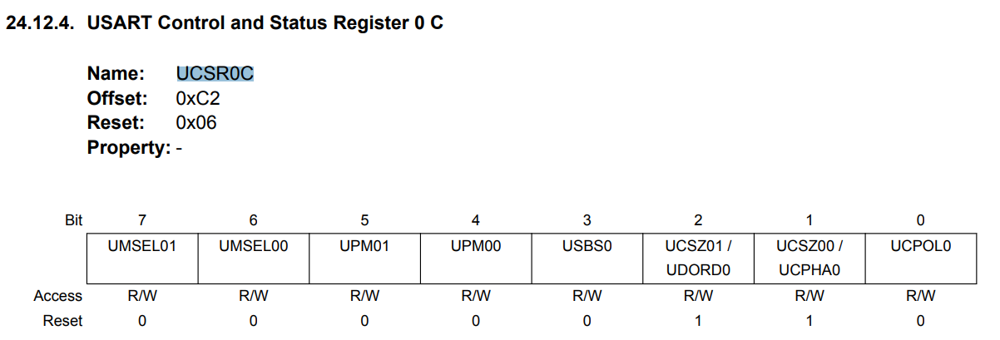 24.12.4. USART Control and Status Register 0 C
Name: UCSR0C
Offset: 0xC2
Reset: 0x06
Property: -
Bit 7 6 5 4 3 2 1 0
UMSEL01 UMSEL00 UPM01 UPM00 USBS0 UCSZ01 / UCSZ00 / UCPOL0
UDORD0 UCPHA0
Access R/W R/W R/W R/W R/W R/W R/W R/W
Reset 0 0 0 0 0 1 1 0